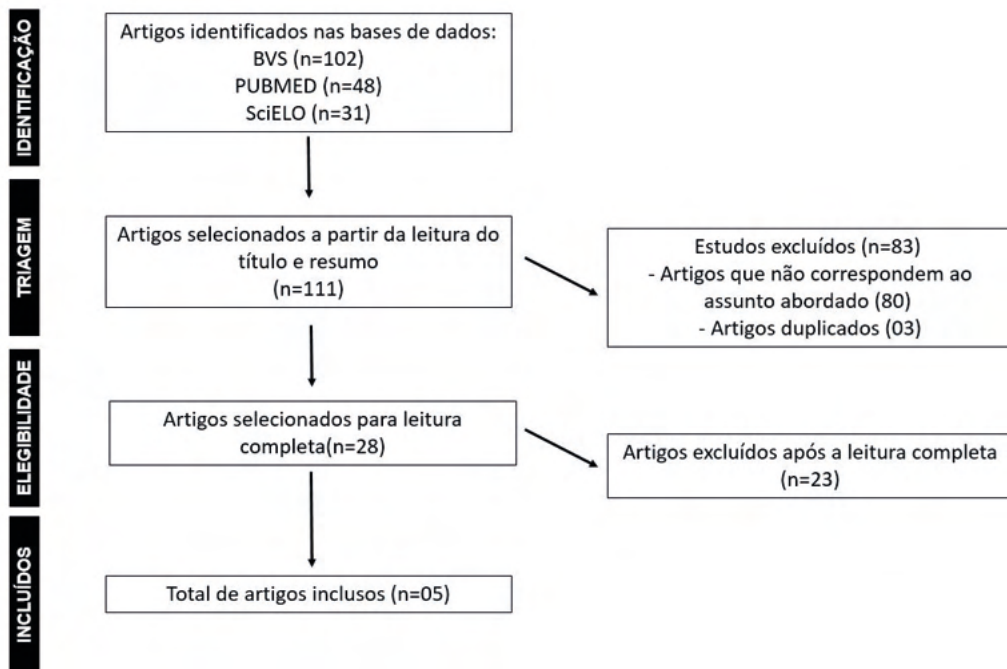 IDENTIFICAÇÃO
Artigos identificados nas bases de dados:
BVS (n=102)
PUBMED (n=48)
SciELO (n=31)
TRIAGEM
Artigos selecionados a partir da leitura do
título e resumo
(n=111)
Estudos excluídos (n=83)
- Artigos que não correspondem ao
assunto abordado (80)
- Artigos duplicados (03)
ELEGIBILIDADE
Artigos selecionados para leitura
completa(n=28)
Artigos excluídos após a leitura completa
(n=23)
INCLUÍDOS
Total de artigos inclusos (n=05)